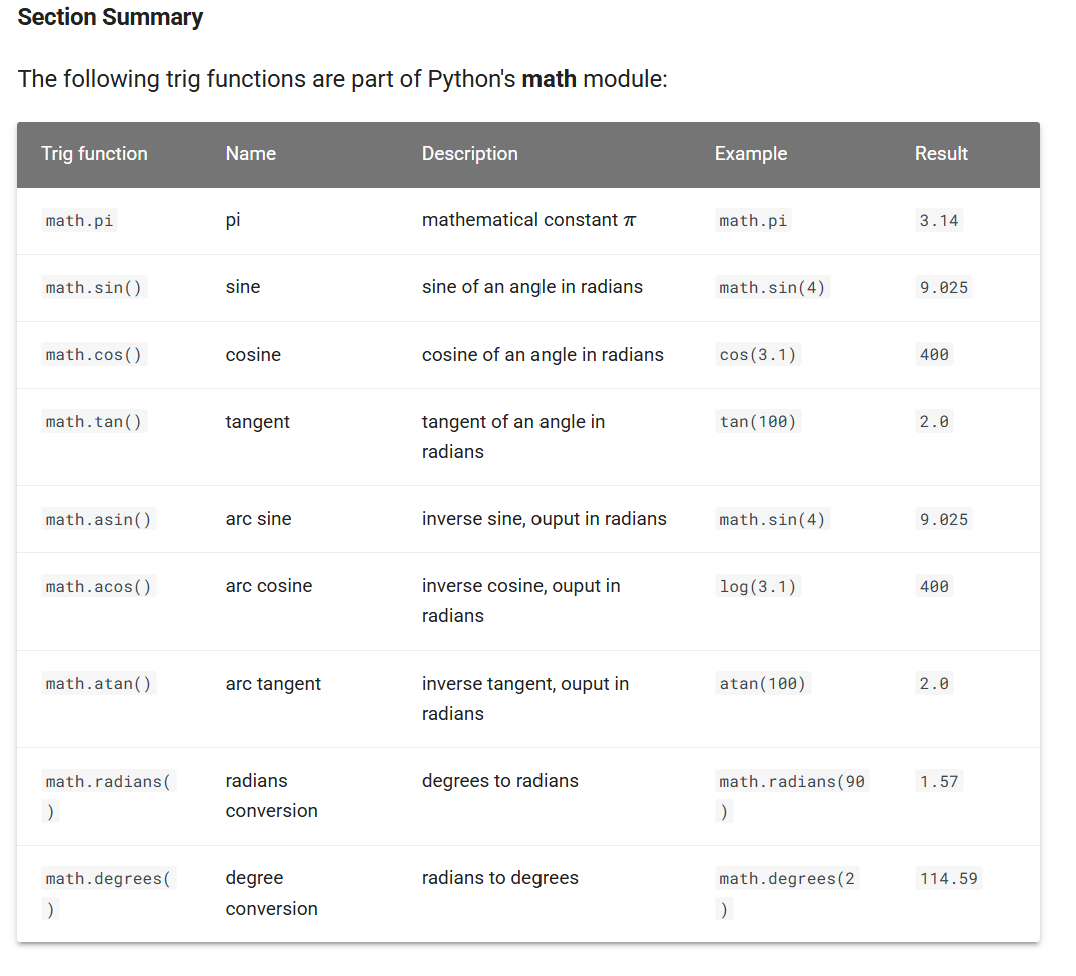 Section Summary
The following trig functions are part of Python's math module:
Trig function Name Description Example Result
math.pi pi mathematical constant π math.pi 3.14
math.sin() sine sine of an angle in radians math.sin(4) 9.025
math.cos() cosine cosine of an angle in radians cos(3.1) 400
math.tan() tangent tangent of an angle in tan(100) 2.0
radians
math.asin() arc sine inverse sine, ouput in radians math.sin(4) 9.025
math.acos() arc cosine inverse cosine, ouput in log(3.1) 400
radians
math.atan() arc tangent inverse tangent, ouput in atan(100) 2.0
radians
math.radians( radians degrees to radians math.radians(90 1.57
) conversion )
math.degrees( degree radians to degrees math.degrees(2 114.59
) conversion )